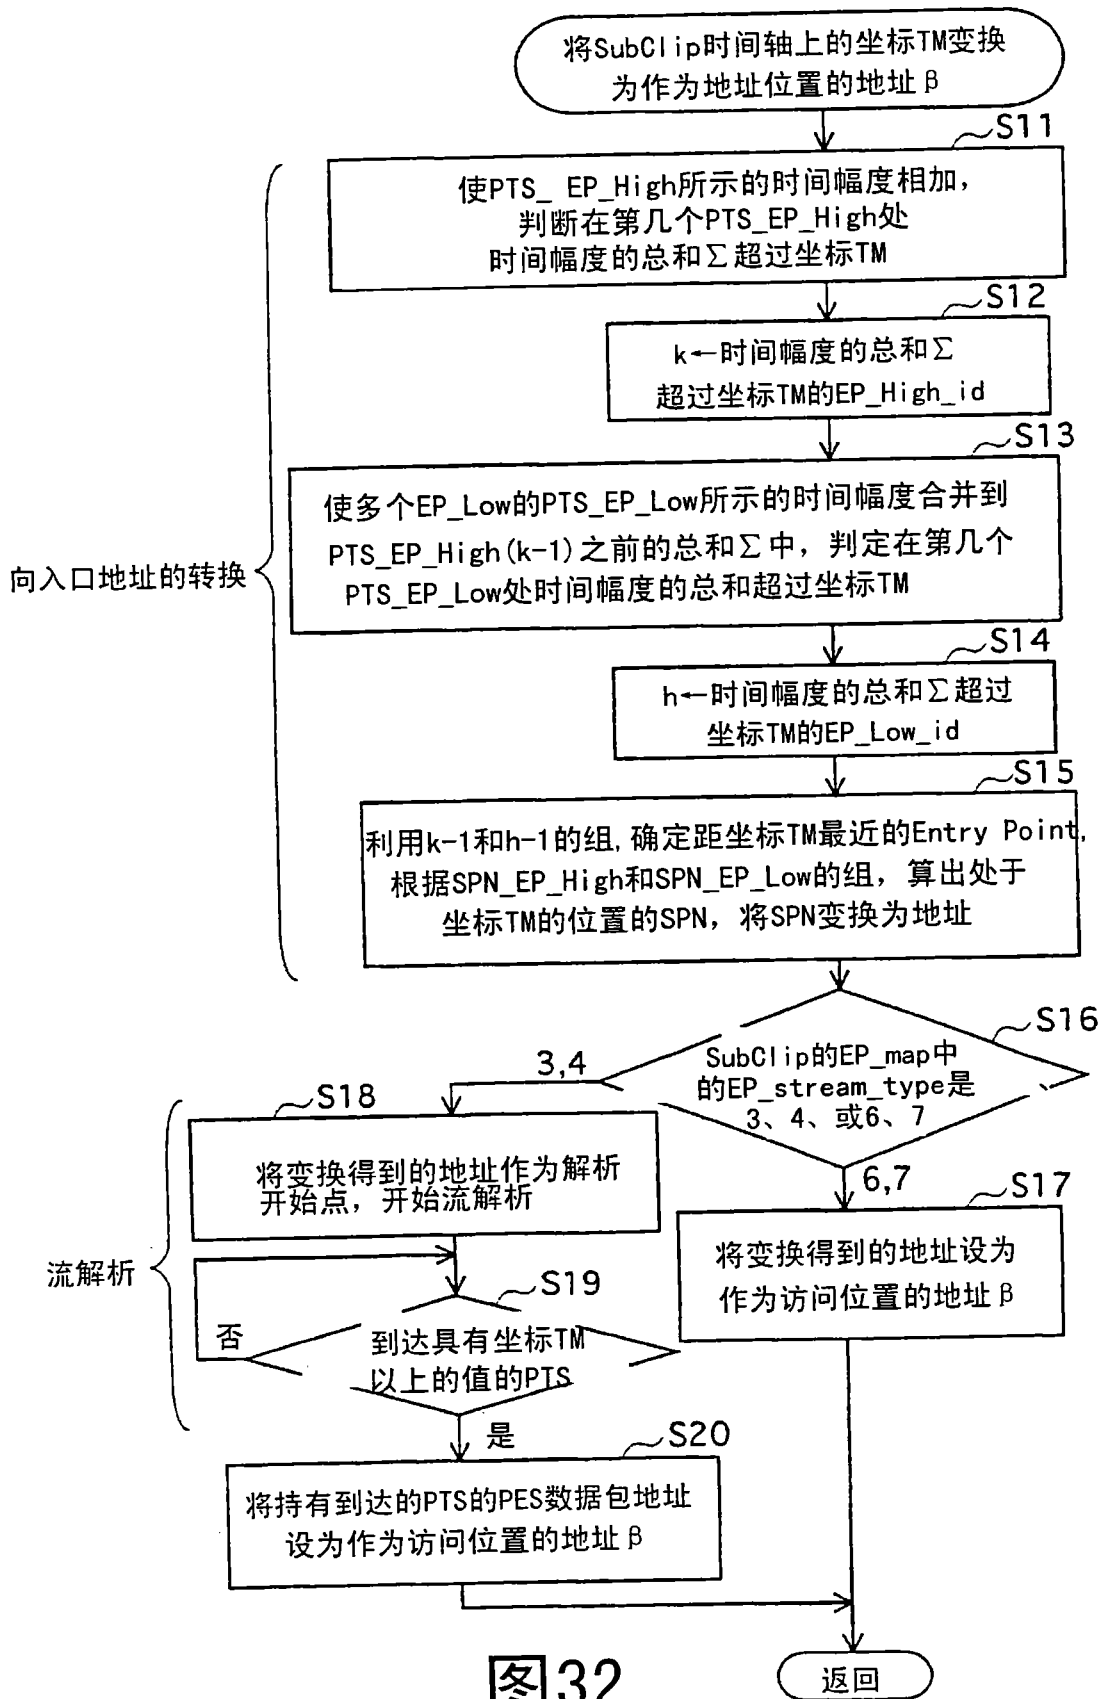 将SubClip时间轴上的坐标TM变换
为作为地址位置的地址β
S11
使PTS_ EP_High所示的时间幅度相加，
判断在第几个PTS_EP_High处
时间幅度的总和Σ超过坐标TM
S12
k←时间幅度的总和Σ
超过坐标TM的EP_High_id
S13
使多个EP_Low的PTS_EP_Low所示的时间幅度合并到
PTS_EP_High(k-1)之前的总和Σ中，判定在第几个
PTS_EP_Low处时间幅度的总和超过坐标TM
向入口地址的转换
S14
h←时间幅度的总和Σ超过
坐标TM的EP_Low_id
S15
利用k-1和h-1的组,确定距坐标TM最近的Entry Point,
根据SPN_EP_High和SPN_EP_Low的组，算出处于
坐标TM的位置的SPN，将SPN变换为地址
S16
SubClip的EP_map中
的EP_stream_type是
3、4、或6、7
3,4
6,7
S18
将变换得到的地址作为解析
开始点，开始流解析
S17
将变换得到的地址设为
作为访问位置的地址β
流解析
S19
到达具有坐标TM
以上的值的PTS
否
是
S20
将持有到达的PTS的PES数据包地址
设为作为访问位置的地址β
返回
图32